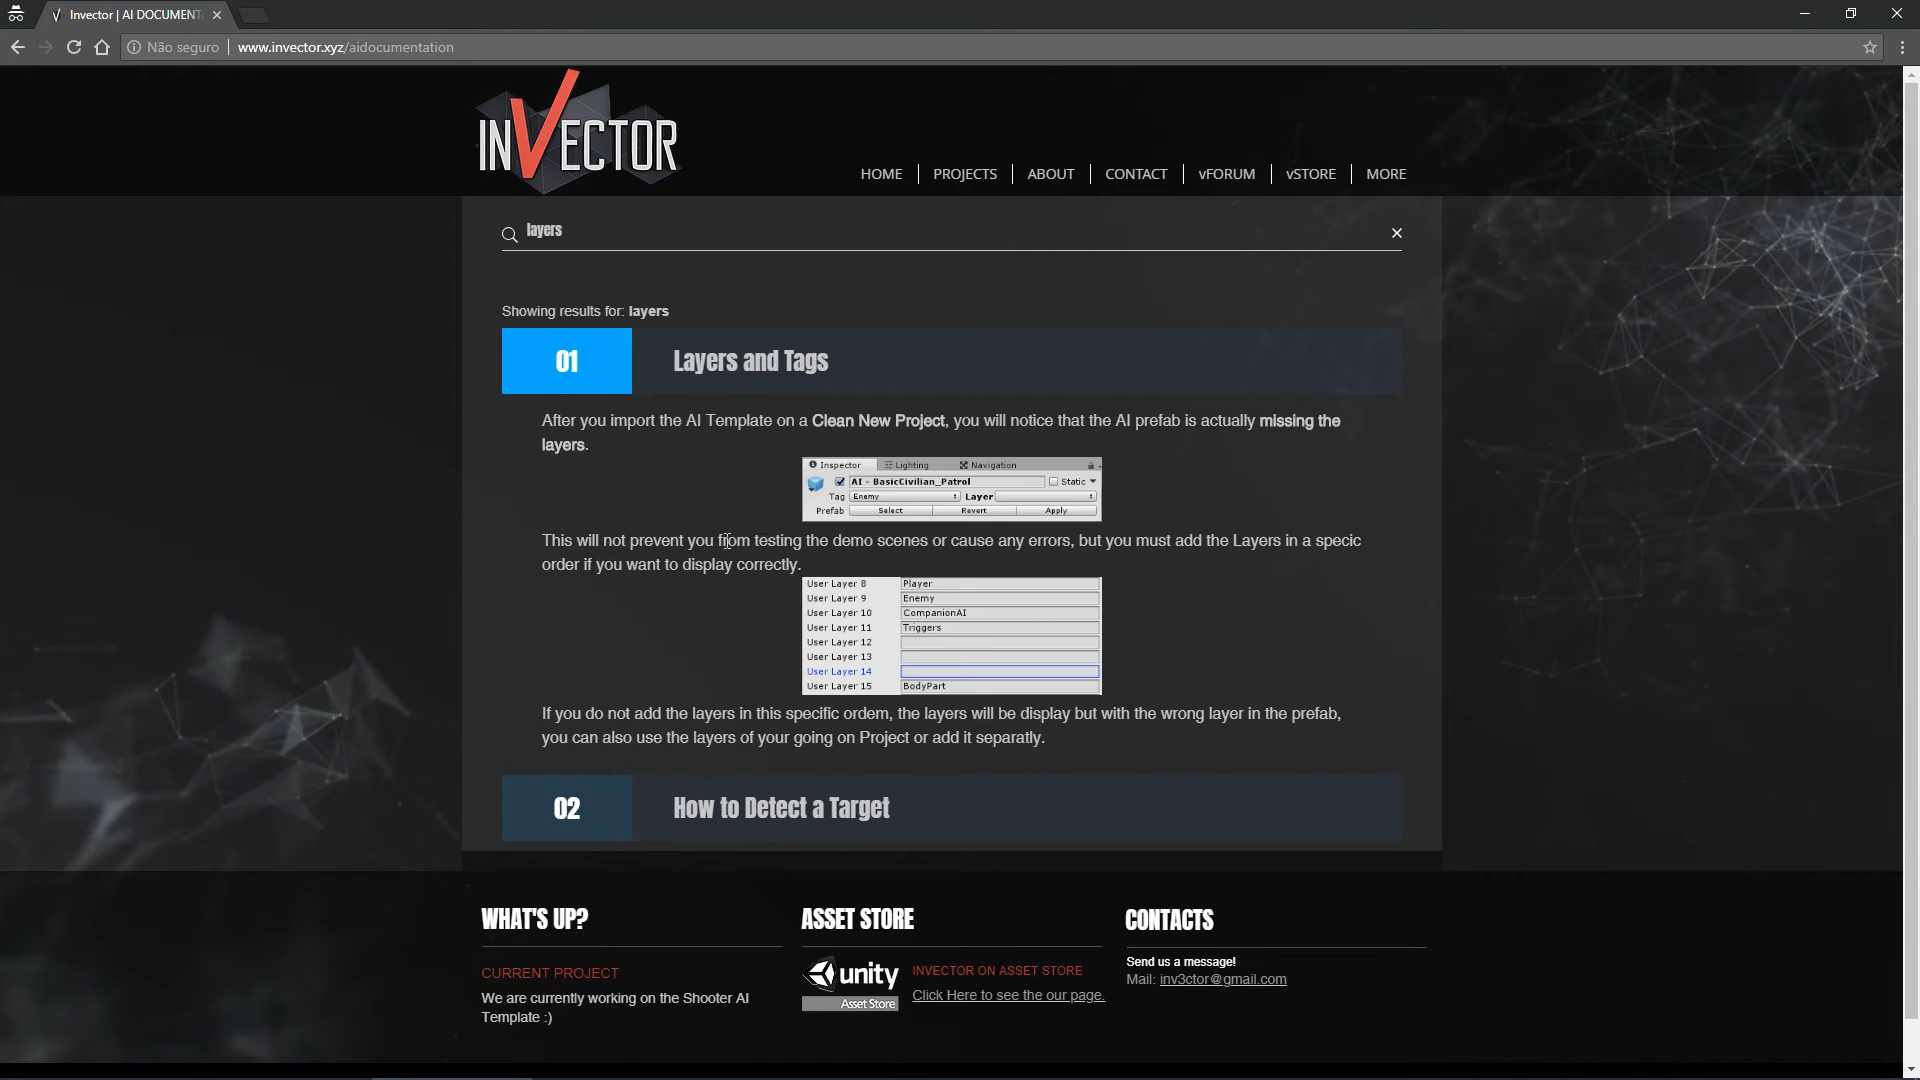 Invector | AI DOCUMENT
Não seguro | www.invector.xyz/aidocumentation
INVECTOR
HOME
PROJECTS
ABOUT
CONTACT
vFORUM
vSTORE
MORE
layers
Showing results for: layers
01
Layers and Tags
After you import the AI Template on a Clean New Project, you will notice that the AI prefab is actually missing the
layers.
Inspector
Lighting
Navigation
AI - BasicCivilian_Patrol
Static
Tag Enemy
Layer
Prefab Select Revert Apply
This will not prevent you from testing the demo scenes or cause any errors, but you must add the Layers in a specic
order if you want to display correctly.
User Layer 8 Player
User Layer 9 Enemy
User Layer 10 CompanionAI
User Layer 11 Triggers
User Layer 12
User Layer 13
User Layer 14
User Layer 15 BodyPart
If you do not add the layers in this specific ordem, the layers will be display but with the wrong layer in the prefab,
you can also use the layers of your going on Project or add it separatly.
02
How to Detect a Target
WHAT'S UP?
CURRENT PROJECT
We are currently working on the Shooter AI
Template :)
ASSET STORE
unity
Asset Store
INVECTOR ON ASSET STORE
Click Here to see the our page.
CONTACTS
Send us a message!
Mail: inv3ctor@gmail.com